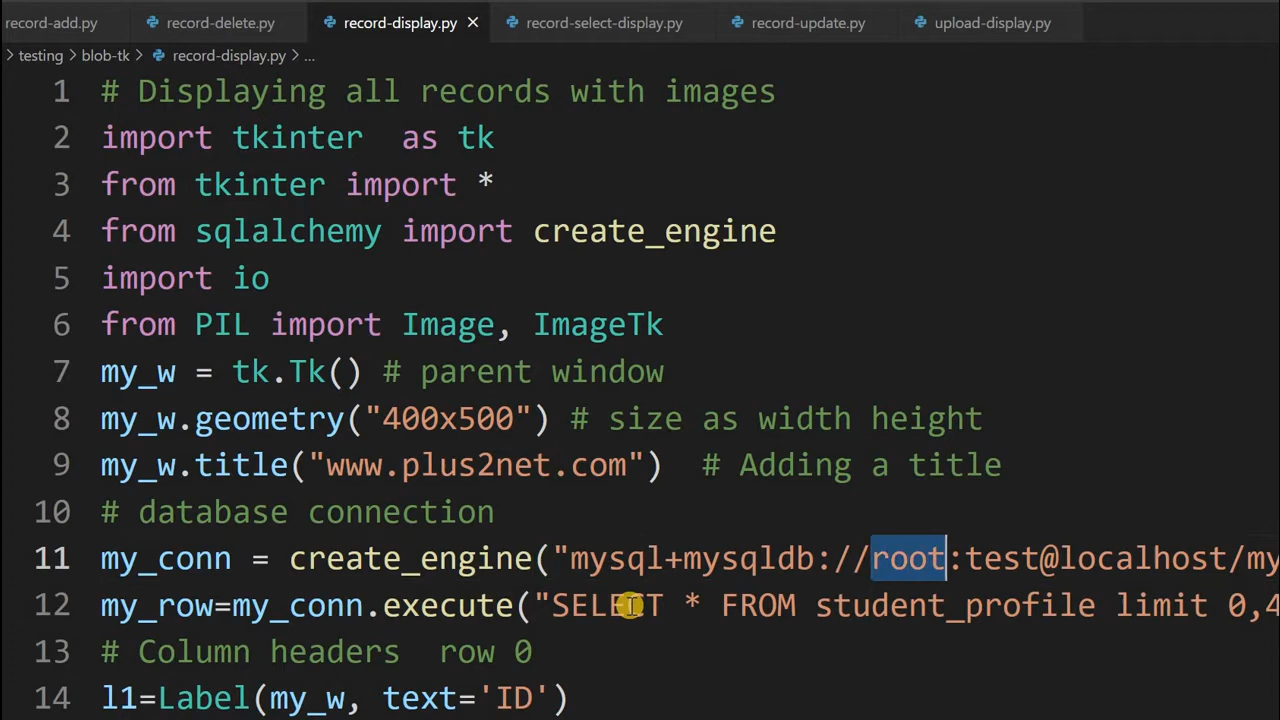 record-add.py record-delete.py record-display.py record-select-display.py record-update.py upload-display.py
testing > blob-tk > record-display.py > ...
1 # Displaying all records with images
2 import tkinter  as tk
3 from tkinter import *
4 from sqlalchemy import create_engine
5 import io
6 from PIL import Image, ImageTk
7 my_w = tk.Tk() # parent window
8 my_w.geometry("400x500") # size as width height
9 my_w.title("www.plus2net.com")  # Adding a title
10 # database connection
11 my_conn = create_engine("mysql+mysqldb://root:test@localhost/my
12 my_row=my_conn.execute("SELECT * FROM student_profile limit 0,4
13 # Column headers  row 0
14 l1=Label(my_w, text='ID')